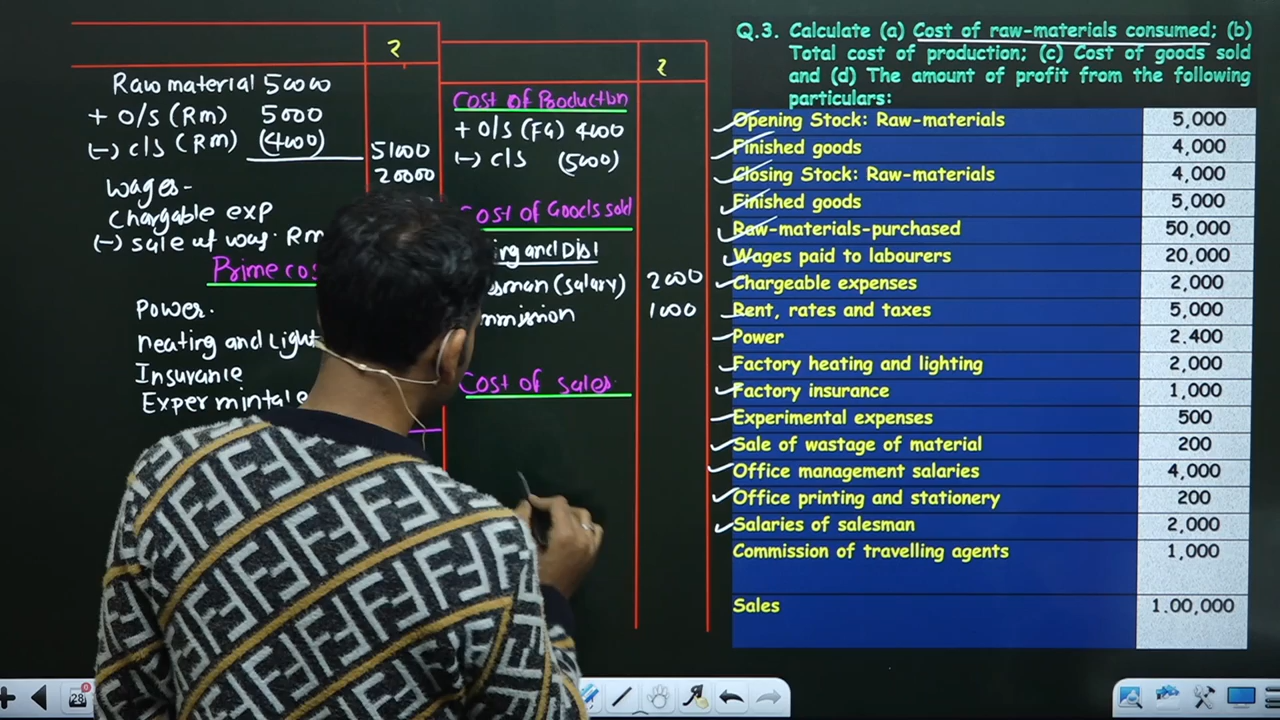 ₹
Raw material 50000
+ O/S (Rm) 5000
(-) C/S (Rm) (4000)
51000
Wages-
20000
Chargable exp
(-) Sale of was. Rm
Prime cos
Power.
Heating and Light
Insurance
Expermintal e
₹
Cost of Production
+ O/S (FG) 4000
(-) C/S (5000)
Cost of Goods sold
ing and Dist
sman (salary) 2000
mmission 1000
Cost of sales.
Q.3. Calculate (a) Cost of raw-materials consumed; (b)
Total cost of production; (c) Cost of goods sold
and (d) The amount of profit from the following
particulars:
Opening Stock: Raw-materials 5,000
Finished goods 4,000
Closing Stock: Raw-materials 4,000
Finished goods 5,000
Raw-materials-purchased 50,000
Wages paid to labourers 20,000
Chargeable expenses 2,000
Rent, rates and taxes 5,000
Power 2.400
Factory heating and lighting 2,000
Factory insurance 1,000
Experimental expenses 500
Sale of wastage of material 200
Office management salaries 4,000
Office printing and stationery 200
Salaries of salesman 2,000
Commission of travelling agents 1,000
Sales 1.00,000
28